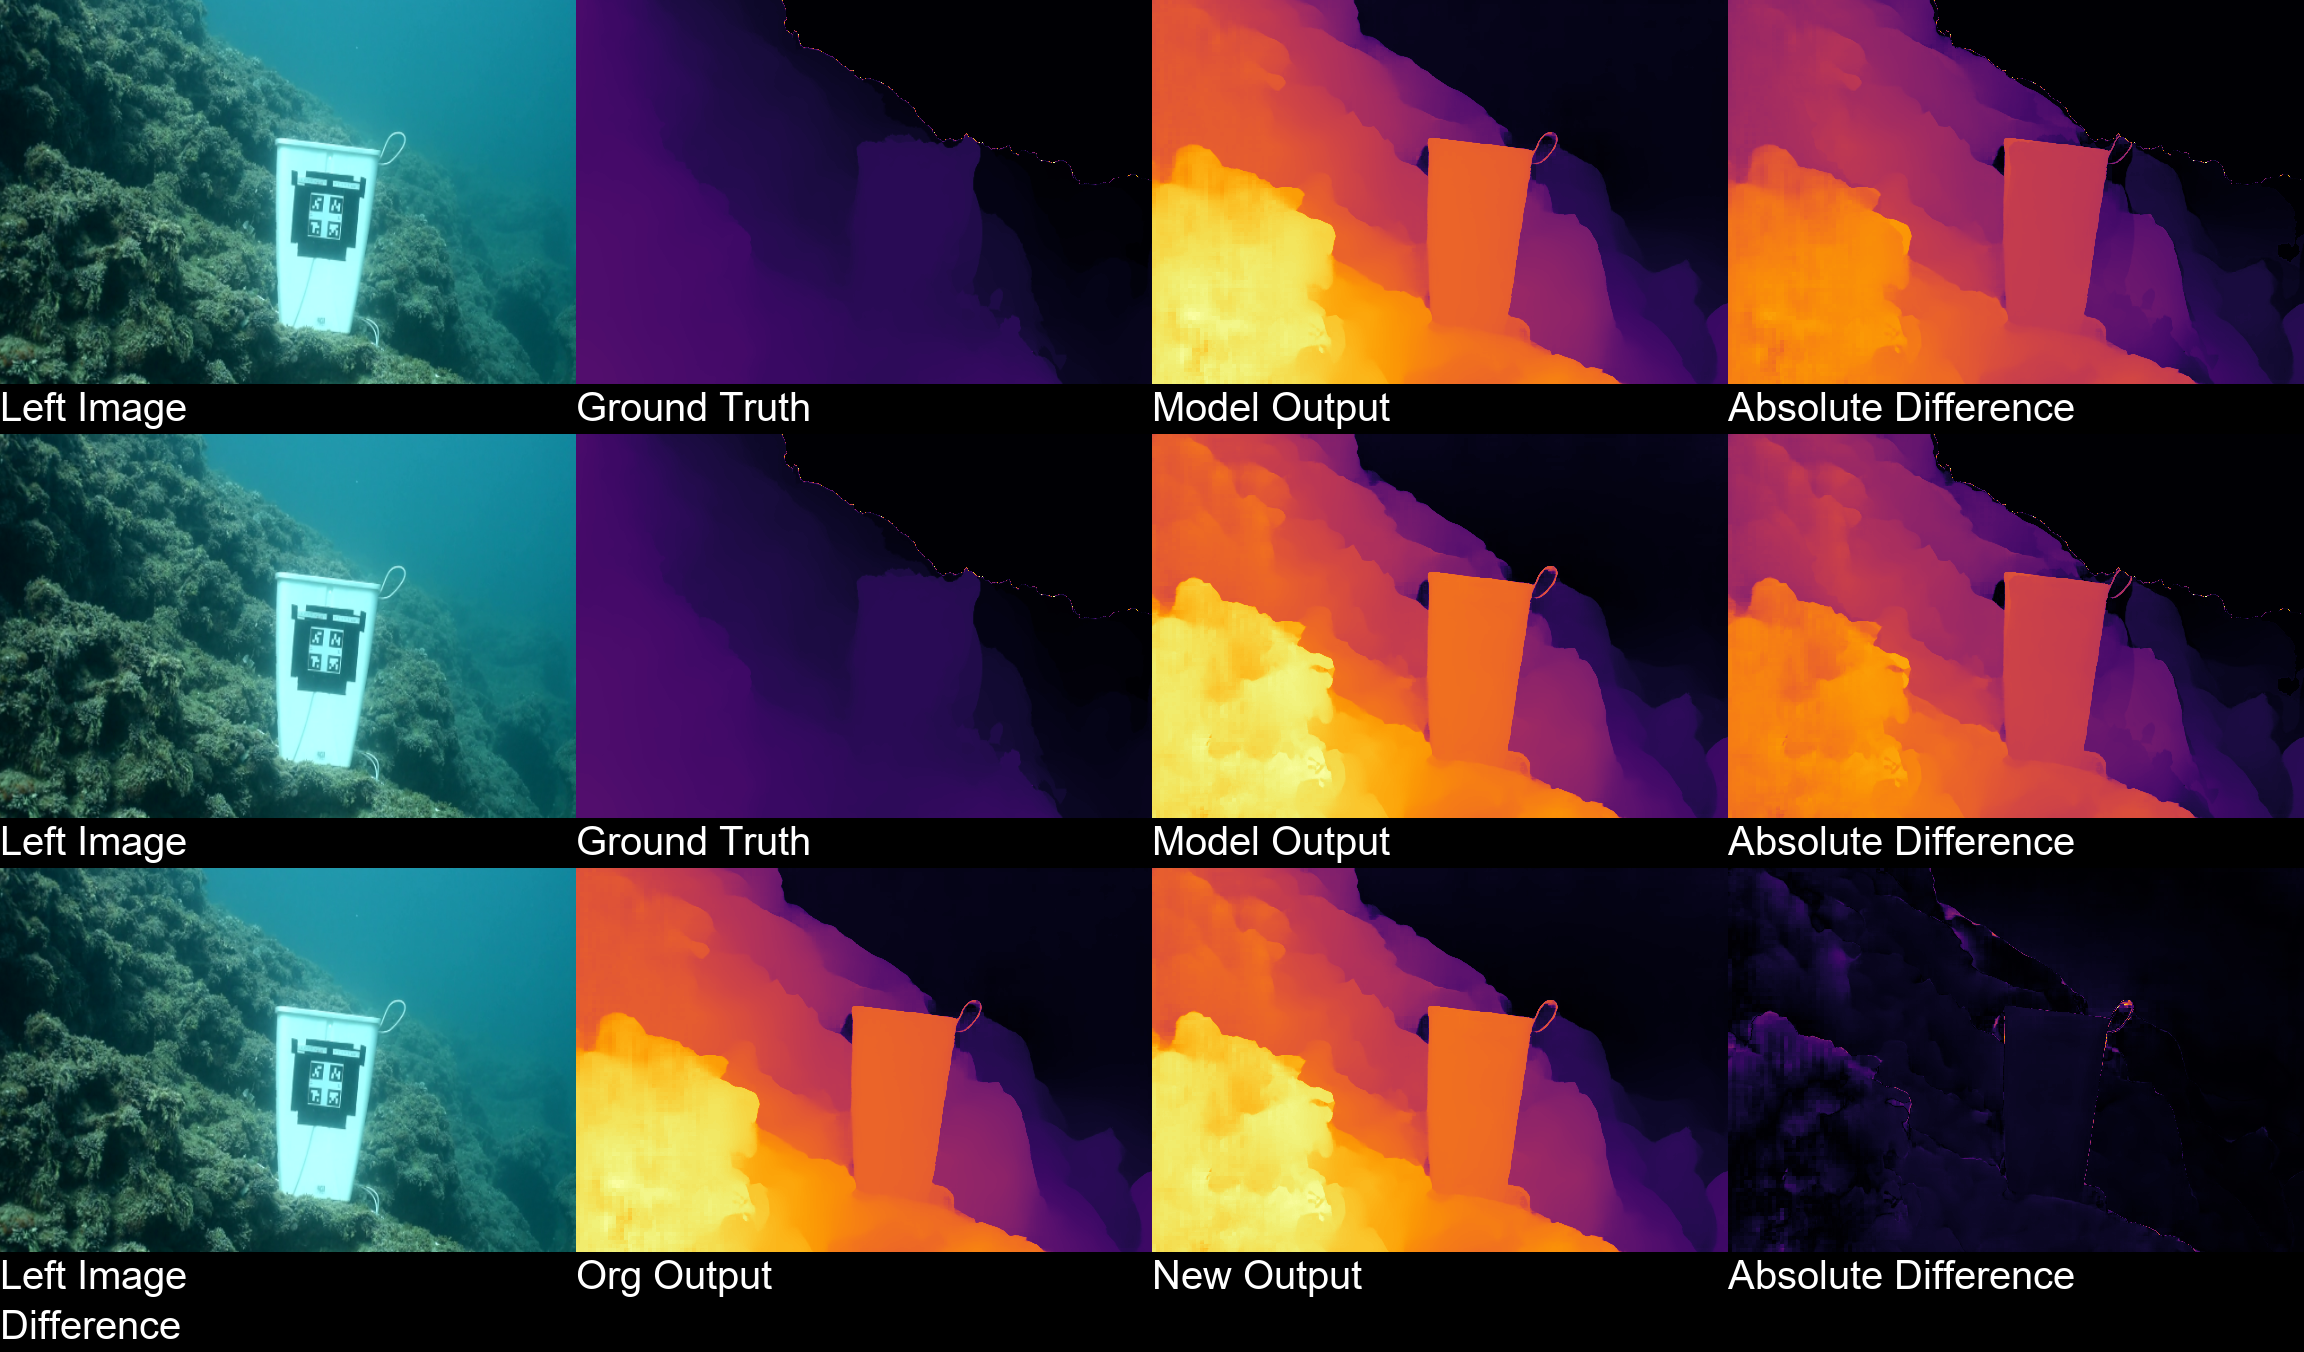 Left Image
Ground Truth
Model Output
Absolute Difference
Left Image
Ground Truth
Model Output
Absolute Difference
Left Image
Org Output
New Output
Absolute Difference
Difference